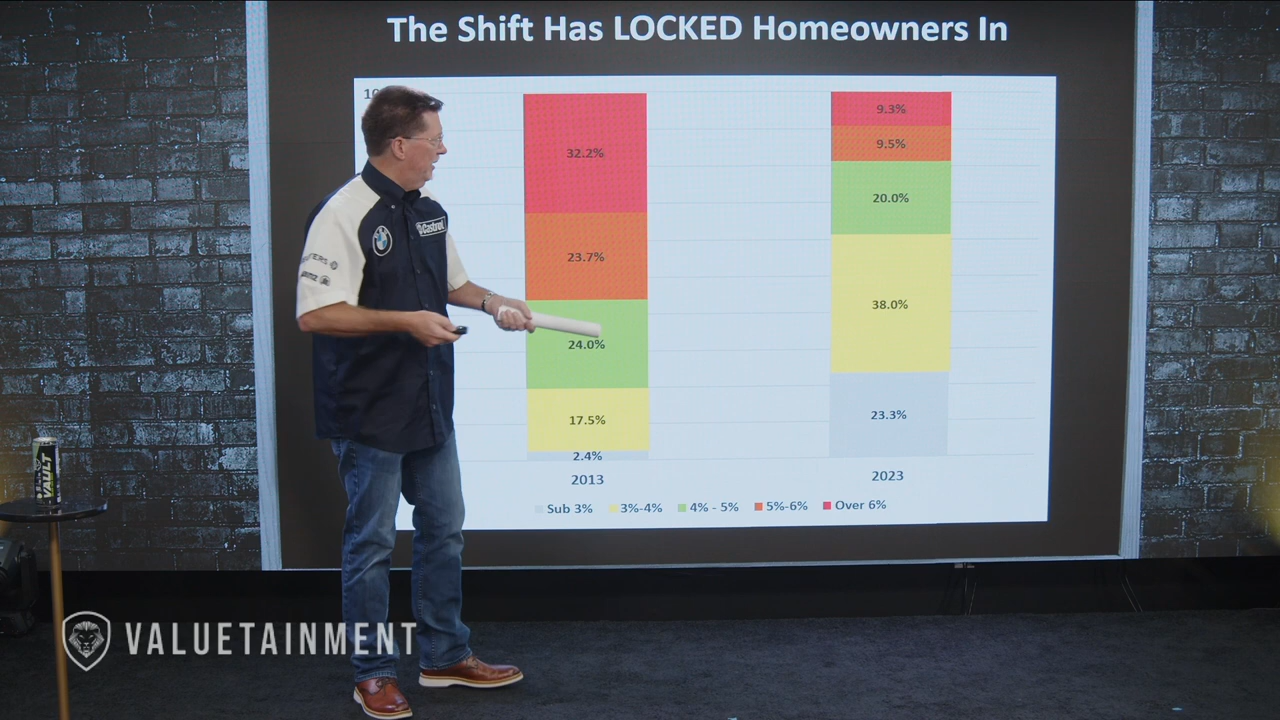 The Shift Has LOCKED Homeowners In
32.2%
23.7%
24.0%
17.5%
2.4%
2013
9.3%
9.5%
20.0%
38.0%
23.3%
2023
Sub 3% 3%-4% 4% - 5% 5%-6% Over 6%
Castrol
BMW
VAULT
VALUETAINMENT